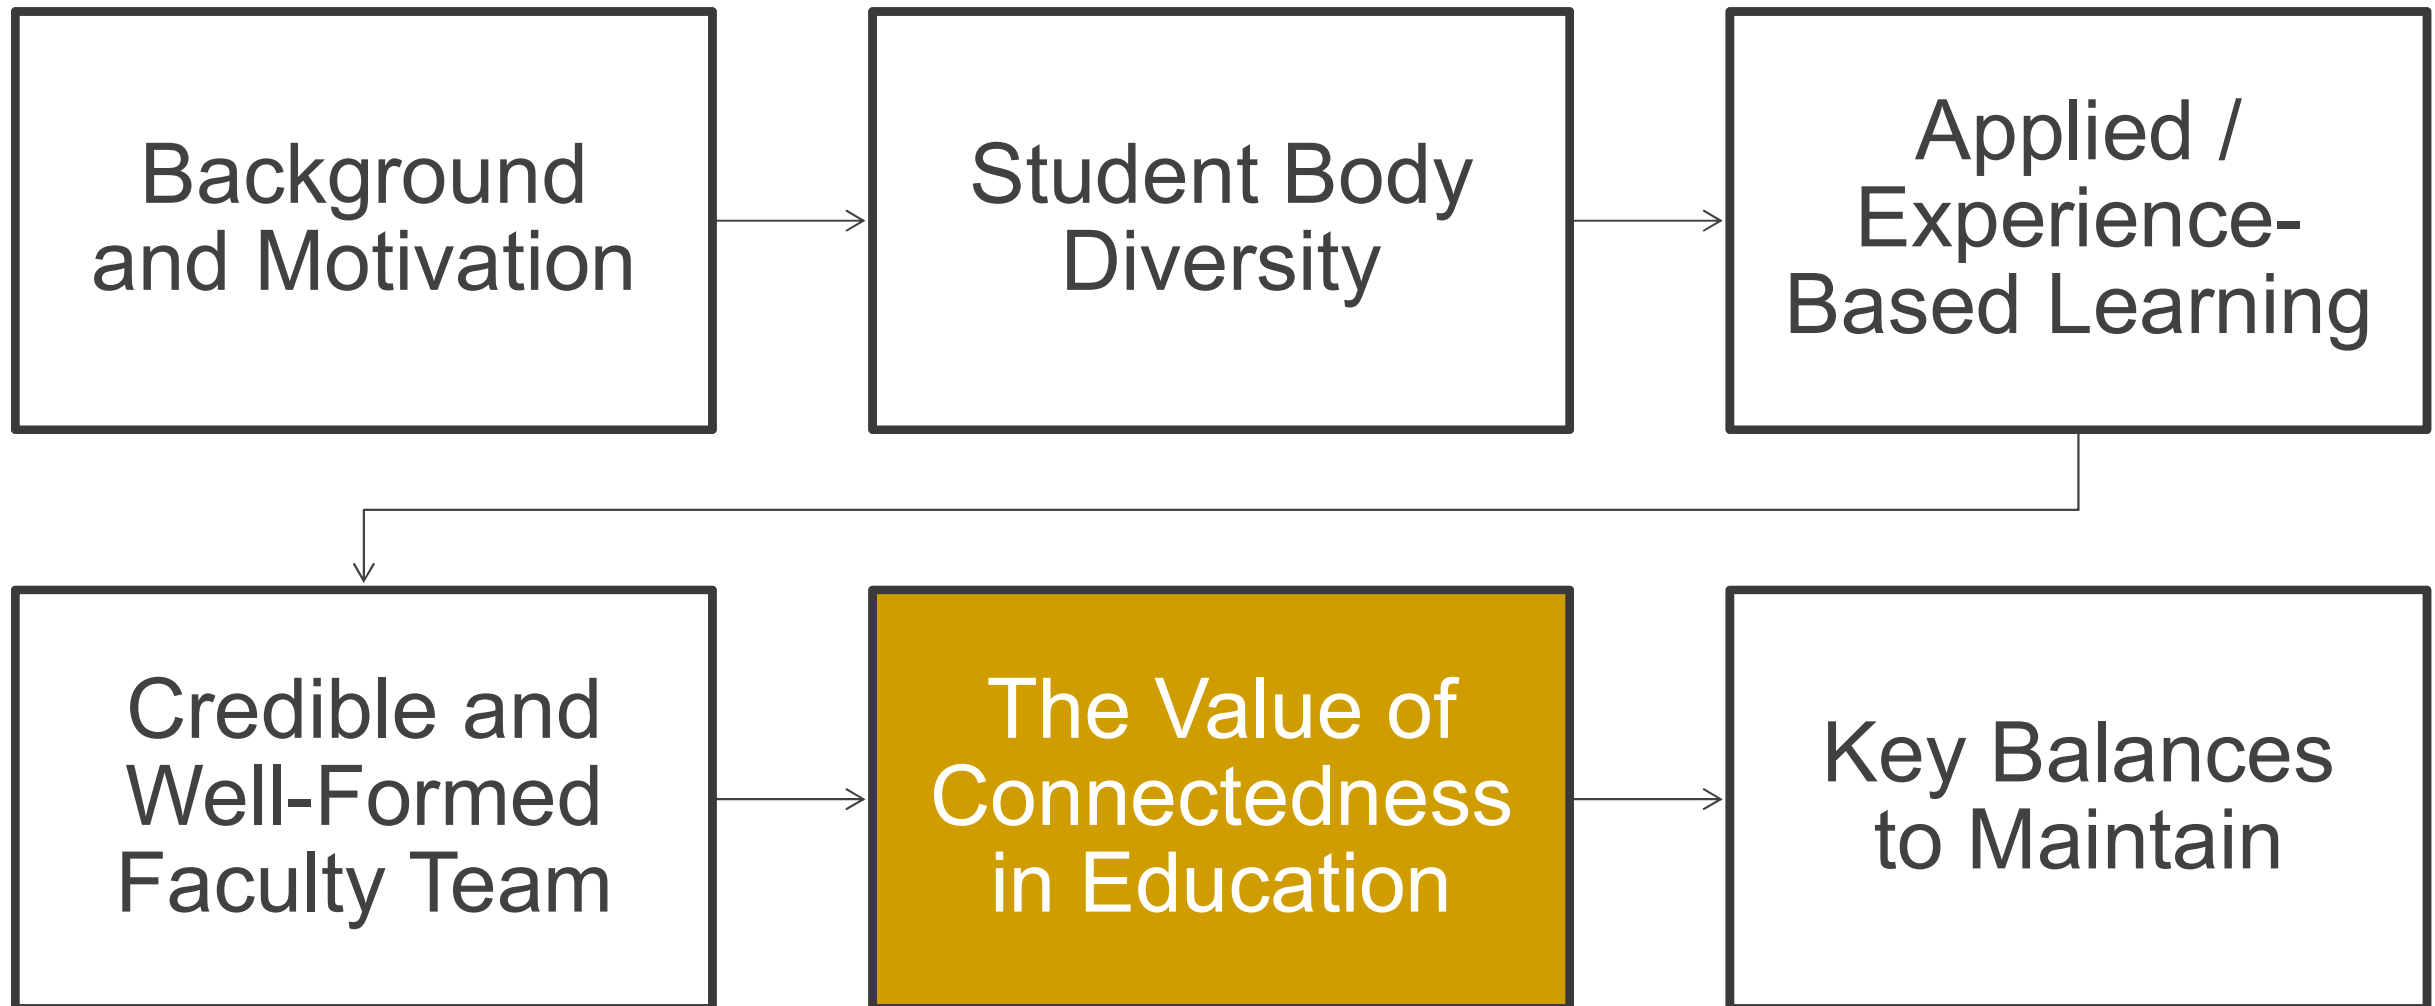 Background
and Motivation
Student Body
Diversity
Applied /
Experience-
Based Learning
Credible and
Well-Formed
Faculty Team
The Value of
Connectedness
in Education
Key Balances
to Maintain